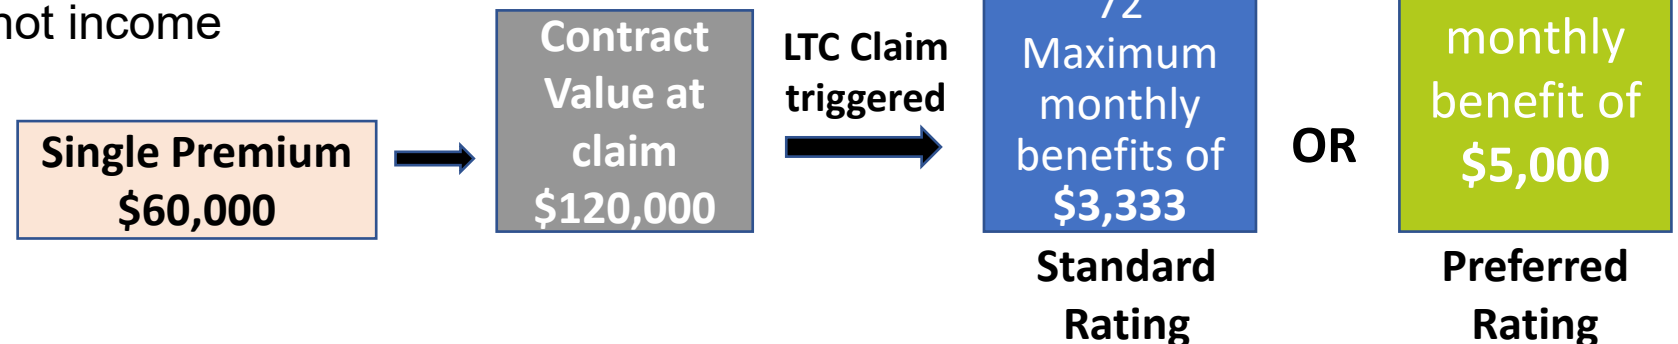 not income
Single Premium
$60,000
Contract
Value at
claim
$120,000
LTC Claim
triggered
72
Maximum
monthly
benefits of
$3,333
Standard
Rating
OR
monthly
benefit of
$5,000
Preferred
Rating